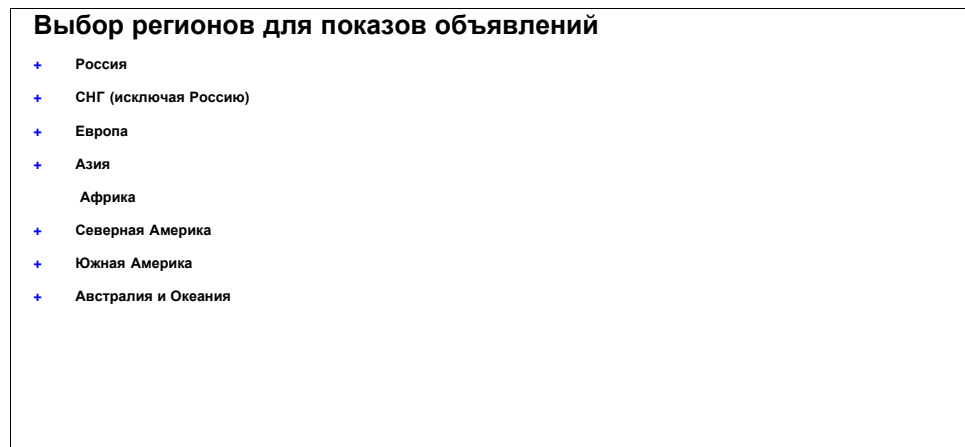 Выбор регионов для показов объявлений
+ Россия
+ СНГ (исключая Россию)
+ Европа
+ Азия
Африка
+ Северная Америка
+ Южная Америка
+ Австралия и Океания